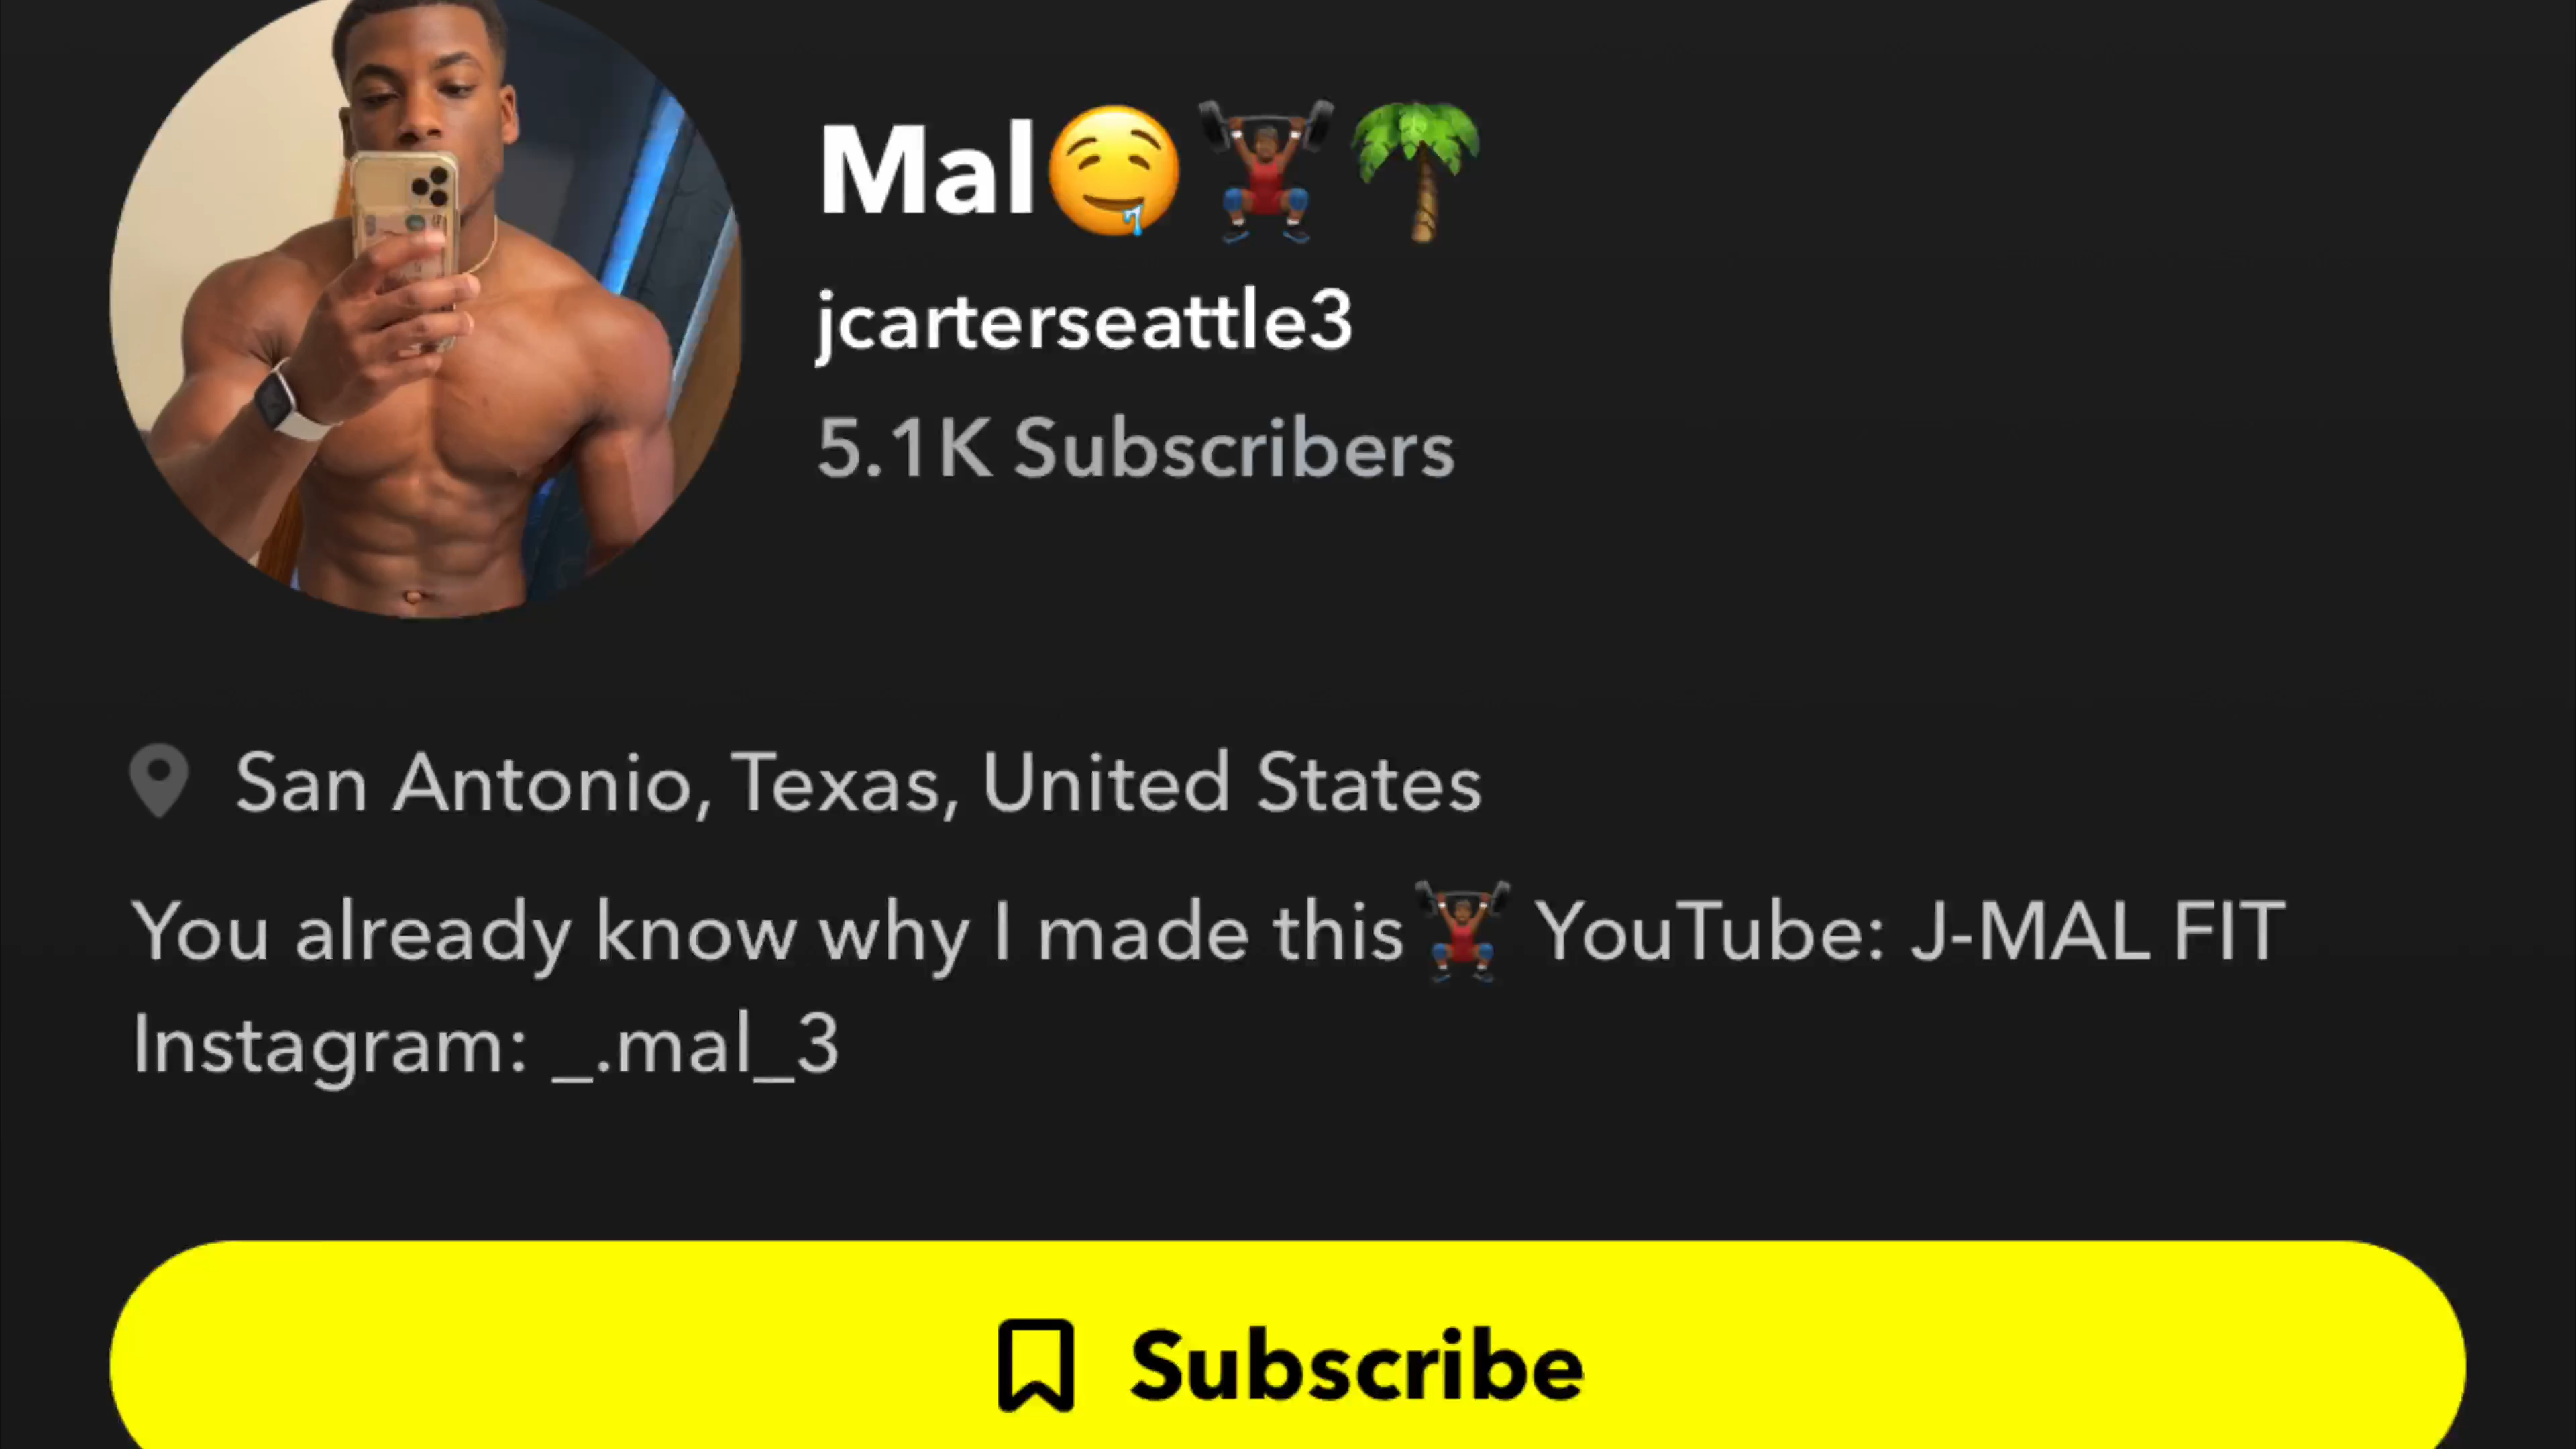 Mal🤤🏋🏾‍♂️🌴
jcarterseattle3
5.1K Subscribers
San Antonio, Texas, United States
You already know why I made this🏋🏾‍♂️ YouTube: J-MAL FIT
Instagram: _.mal_3
Subscribe